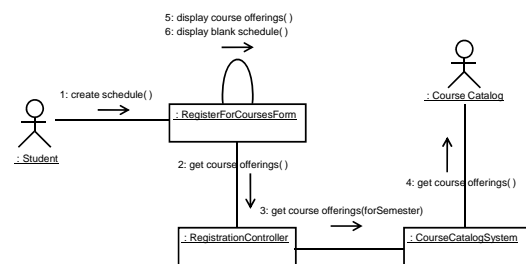 5: display course offerings( )
6: display blank schedule( )
1: create schedule( )
: Course Catalog
: RegisterForCoursesForm
: Student
2: get course offerings( )
4: get course offerings( )
3: get course offerings(forSemester)
: RegistrationController
: CourseCatalogSystem